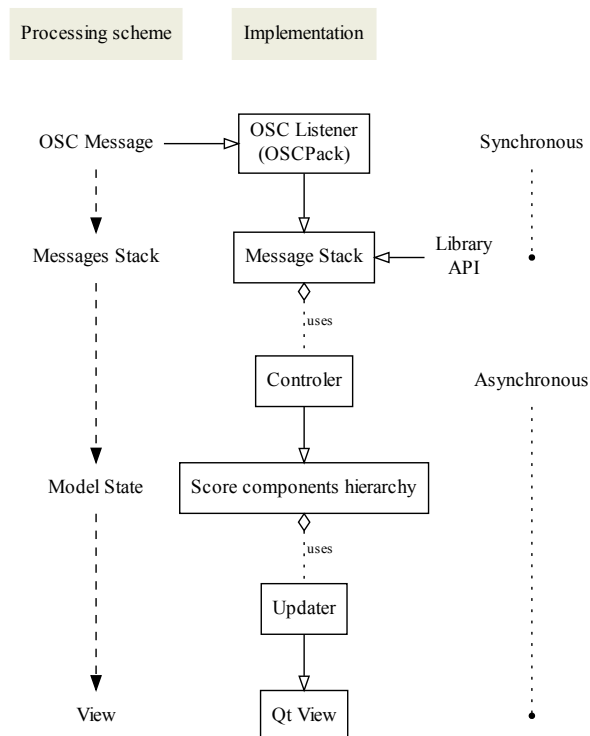 Processing scheme
Implementation
OSC Message
OSC Listener
(OSCPack)
Synchronous
Messages Stack
Message Stack
Library
API
uses
Controler
Asynchronous
Model State
Score components hierarchy
uses
Updater
View
Qt View